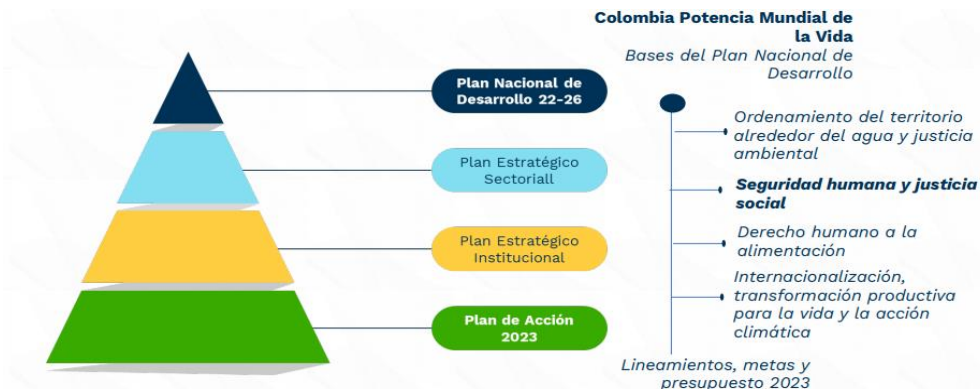 Plan Nacional de
Desarrollo 22-26
Plan Estratégico
Sectoriall
Plan Estratégico
Institucional
Plan de Acción
2023
Colombia Potencia Mundial de
la Vida
Bases del Plan Nacional de
Desarrollo
Ordenamiento del territorio
alrededor del agua y justicia
ambiental
Seguridad humana y justicia
social
Derecho humano a la
alimentación
Internacionalización,
transformación productiva
para la vida y la acción
climática
Lineamientos, metas y
presupuesto 2023